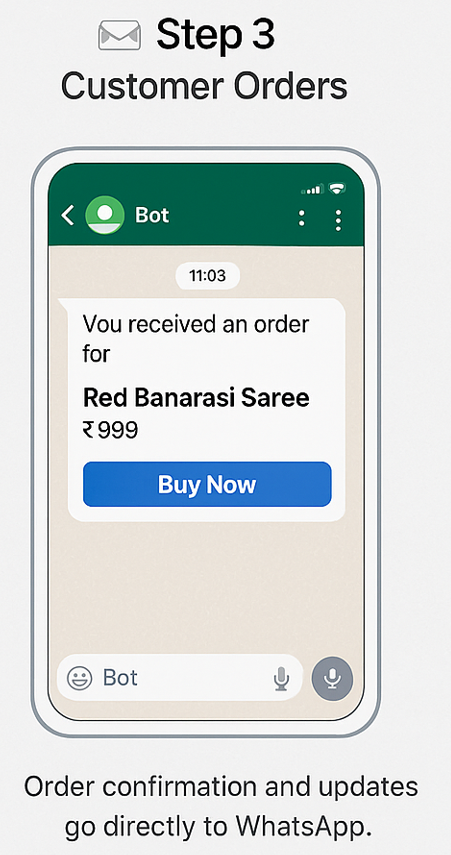 Step 3
Customer Orders
Bot
11:03
Vou received an order
for
Red Banarasi Saree
₹999
Buy Now
Bot
Order confirmation and updates
go directly to WhatsApp.